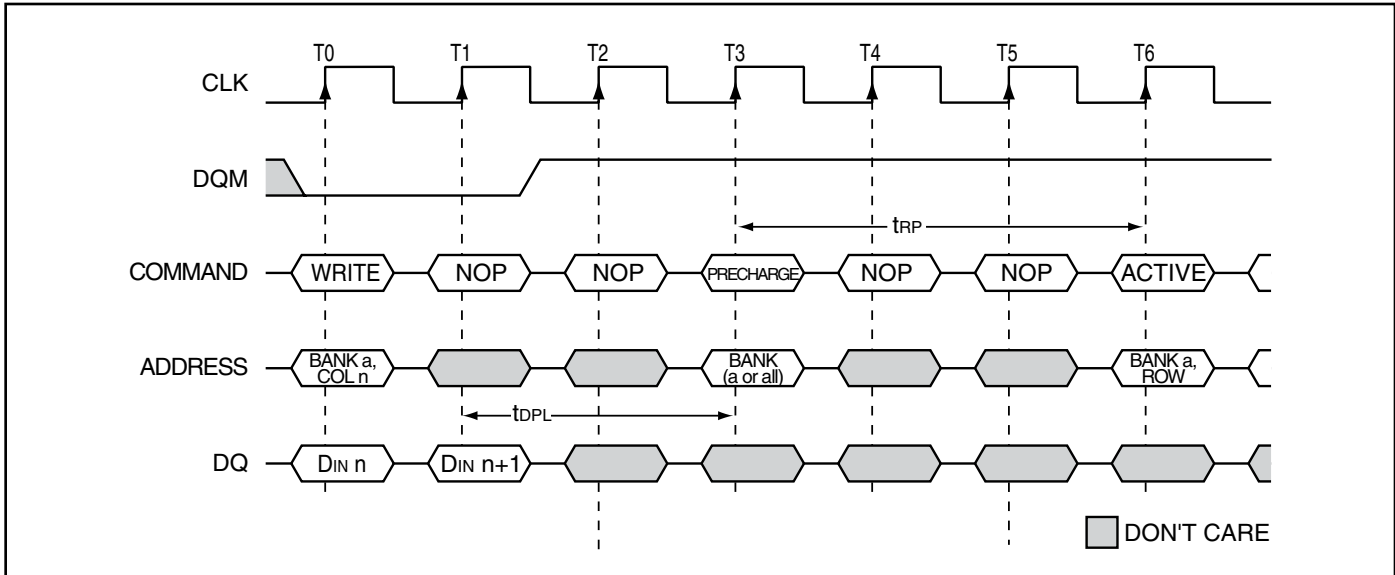 T0 T1 T2 T3 T4 T5 T6
CLK
DQM
tRP
COMMAND WRITE NOP NOP PRECHARGE NOP NOP ACTIVE
ADDRESS BANK a, COL n BANK (a or all) BANK a, ROW
tDPL
DQ DIN n DIN n+1
DON'T CARE